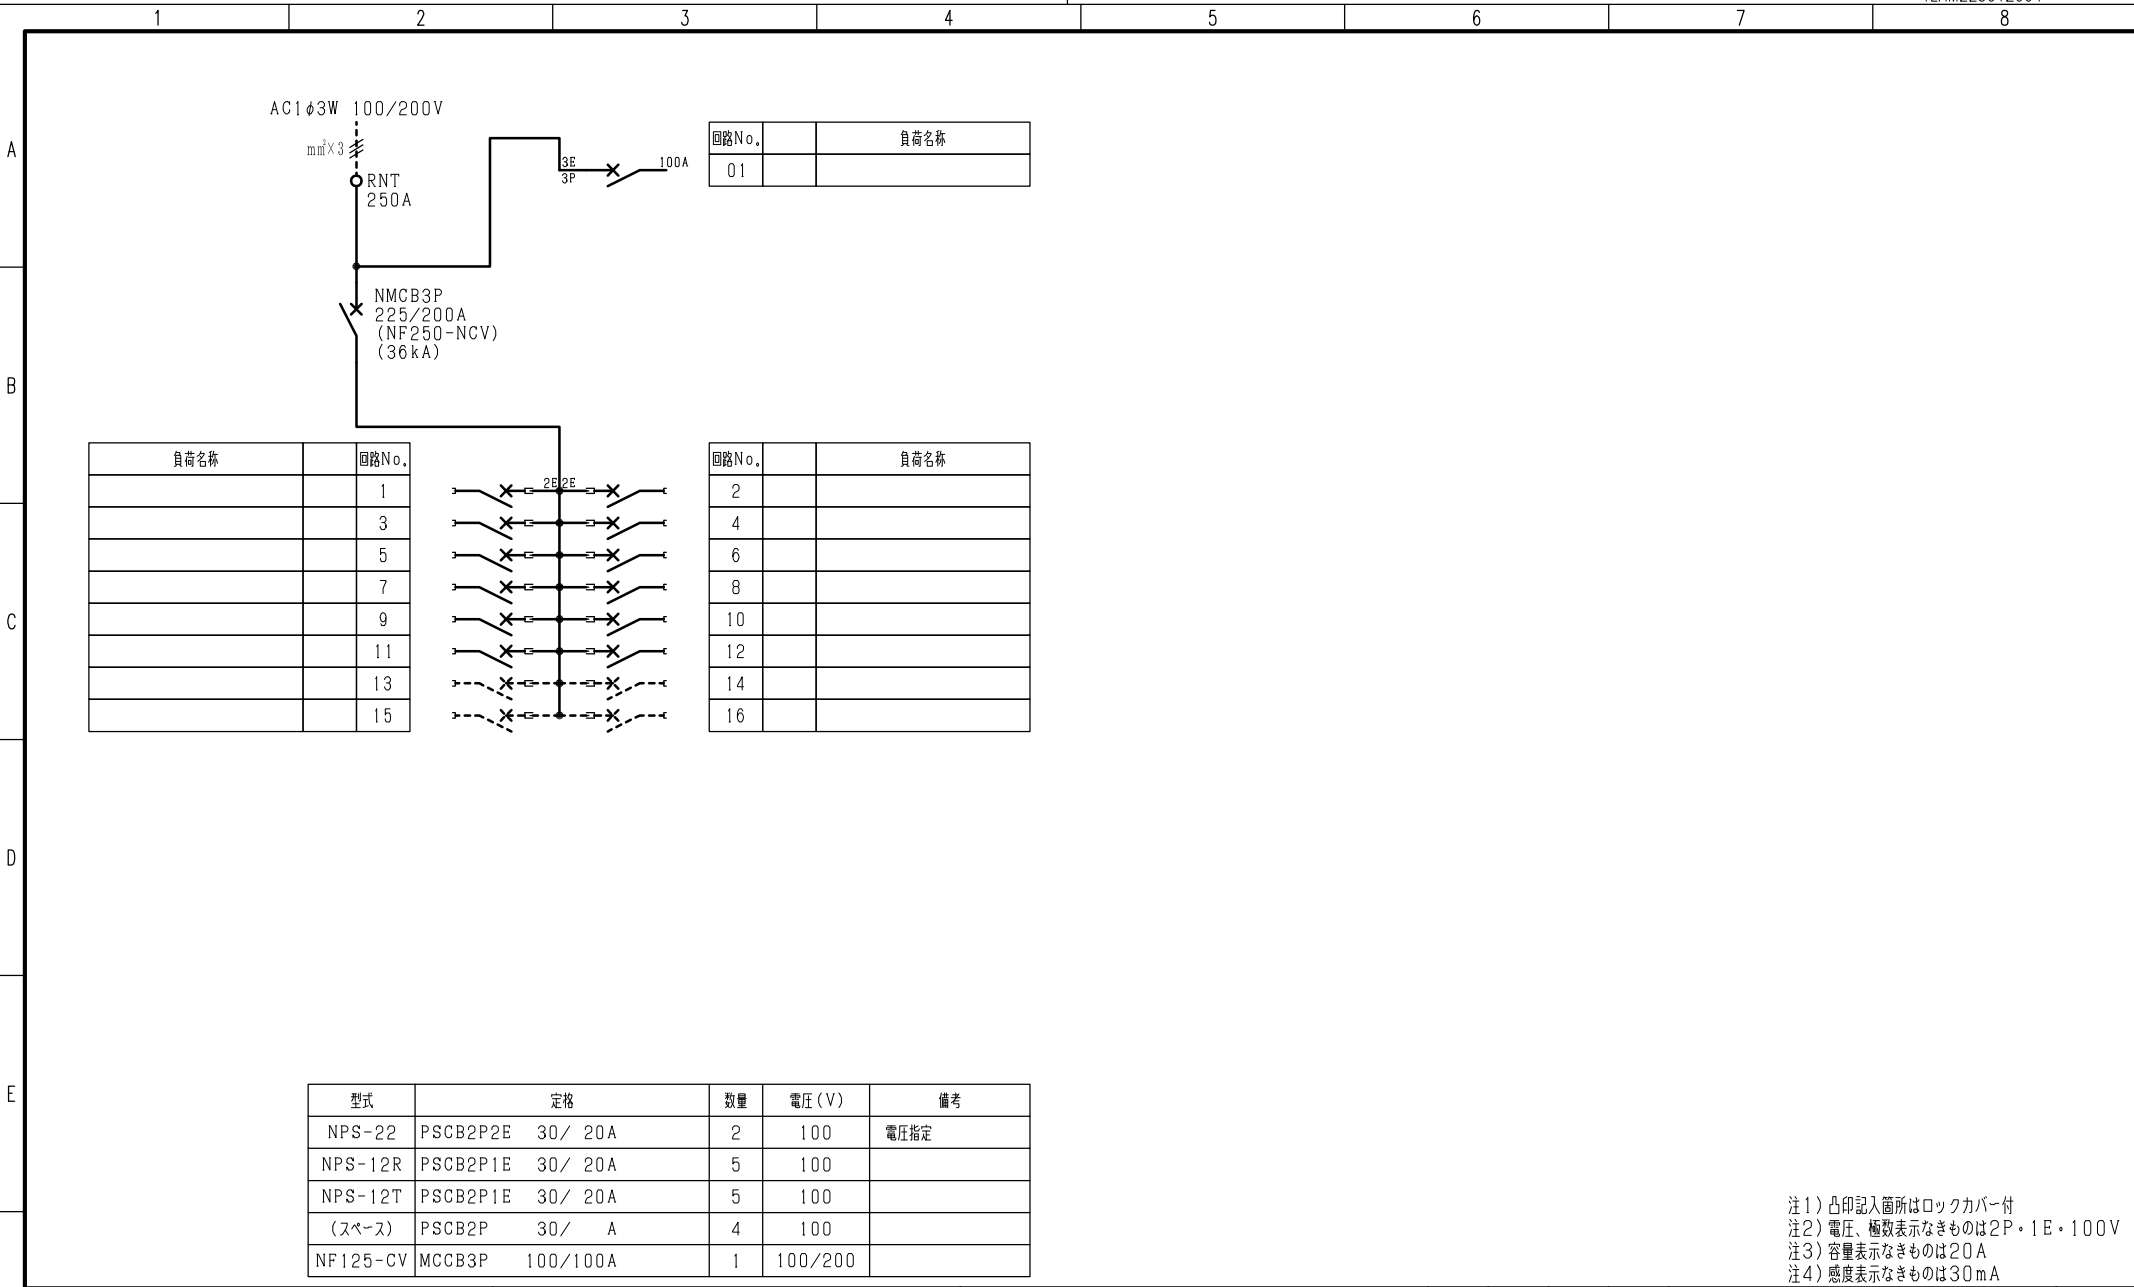 1 2 3 4 5 6 7 8
A
B
C
D
E
AC1φ3W 100/200V
mm²×3
RNT
250A
3E
3P
100A
回路No. 負荷名称
01
NMCB3P
225/200A
(NF250-NCV)
(36kA)
負荷名称 回路No.
1
3
5
7
9
11
13
15
2E 2E
回路No. 負荷名称
2
4
6
8
10
12
14
16
型式 定格 数量 電圧(V) 備考
NPS-22 PSCB2P2E 30/ 20A 2 100 電圧指定
NPS-12R PSCB2P1E 30/ 20A 5 100
NPS-12T PSCB2P1E 30/ 20A 5 100
(スペース) PSCB2P 30/ A 4 100
NF125-CV MCCB3P 100/100A 1 100/200
注1)凸印記入箇所はロックカバー付
注2)電圧、極数表示なきものは2P・1E・100V
注3)容量表示なきものは20A
注4)感度表示なきものは30mA